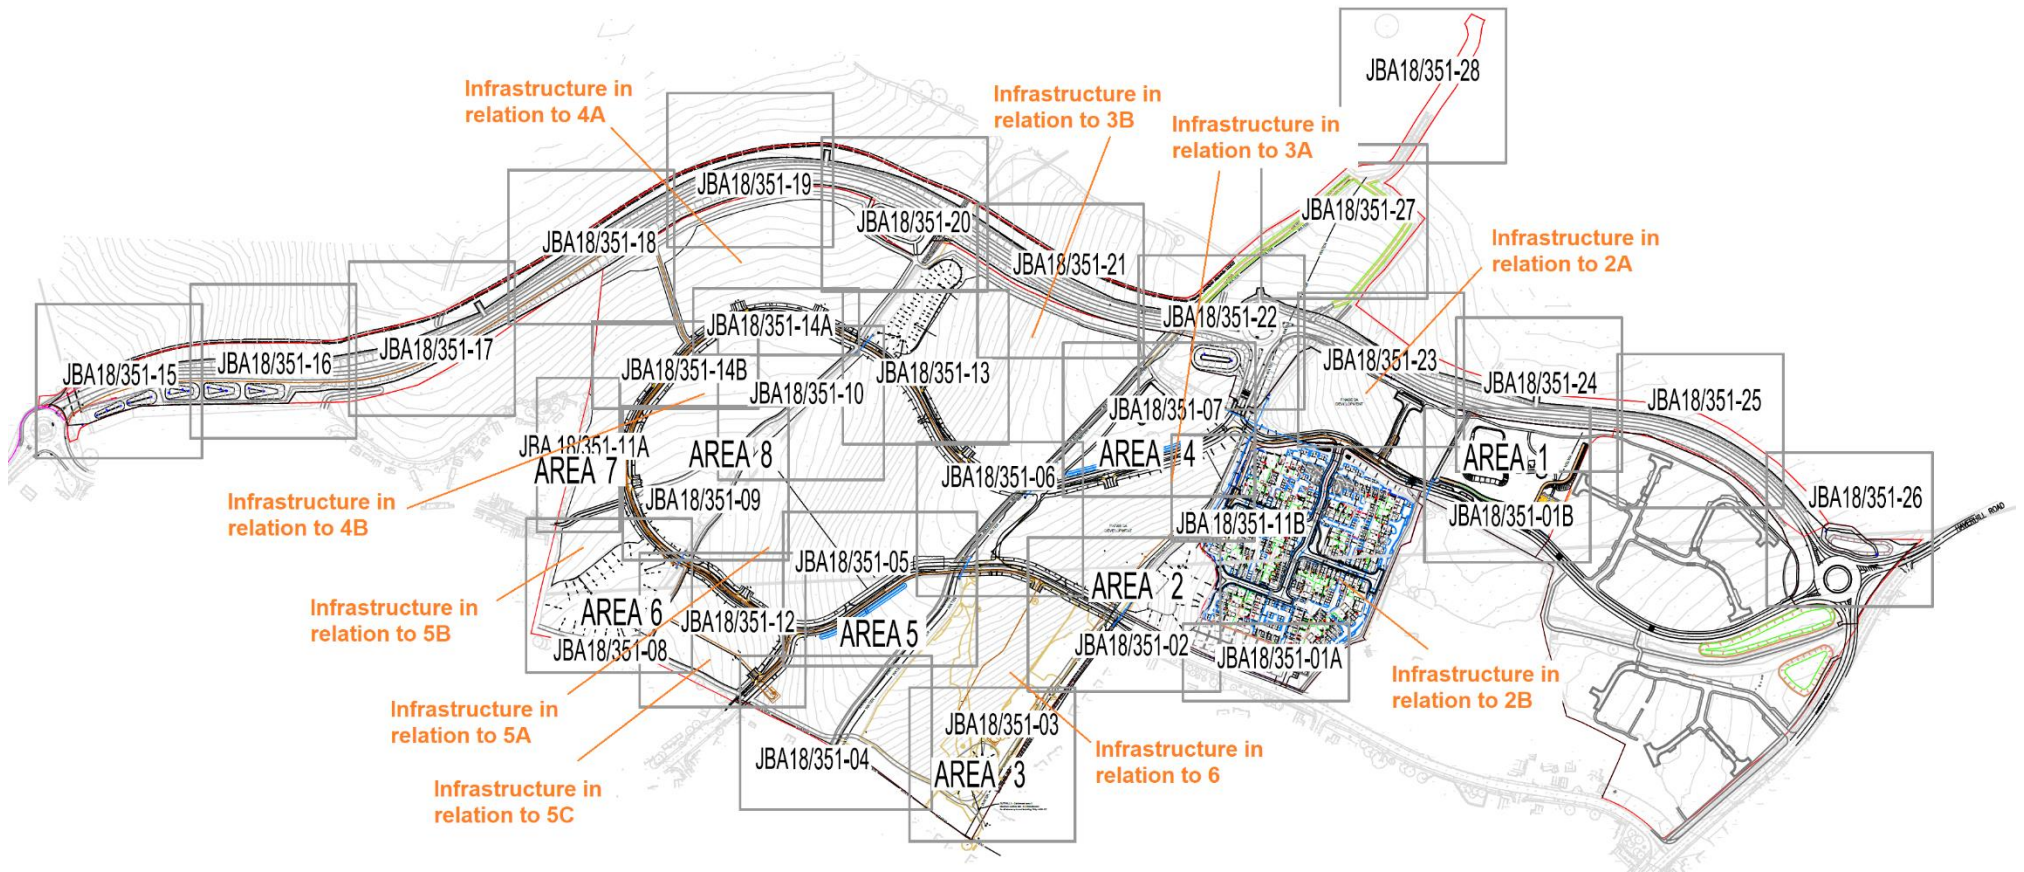 JBA18/351-28
Infrastructure in
relation to 4A
Infrastructure in
relation to 3B
Infrastructure in
relation to 3A
JBA18/351-19
JBA18/351-27
JBA18/351-20
JBA18/351-18
Infrastructure in
relation to 2A
JBA18/351-21
JBA18/351-22
JBA18/351-14A
JBA18/351-17
JBA18/351-16
JBA18/351-15
JBA18/351-14B
JBA18/351-13
JBA18/351-10
JBA18/351-23
JBA18/351-24
JBA18/351-25
JBA18/351-07
JBA18/351-11A
AREA 7
AREA 8
AREA 4
AREA 1
JBA18/351-06
JBA18/351-09
Infrastructure in
relation to 4B
JBA18/351-26
HAVERHILL ROAD
JBA18/351-01B
JBA18/351-11B
JBA18/351-05
AREA 2
Infrastructure in
relation to 5B
AREA 6
JBA18/351-12
AREA 5
JBA18/351-08
JBA18/351-02
JBA18/351-01A
Infrastructure in
relation to 2B
Infrastructure in
relation to 5A
JBA18/351-03
JBA18/351-04
AREA 3
Infrastructure in
relation to 6
Infrastructure in
relation to 5C